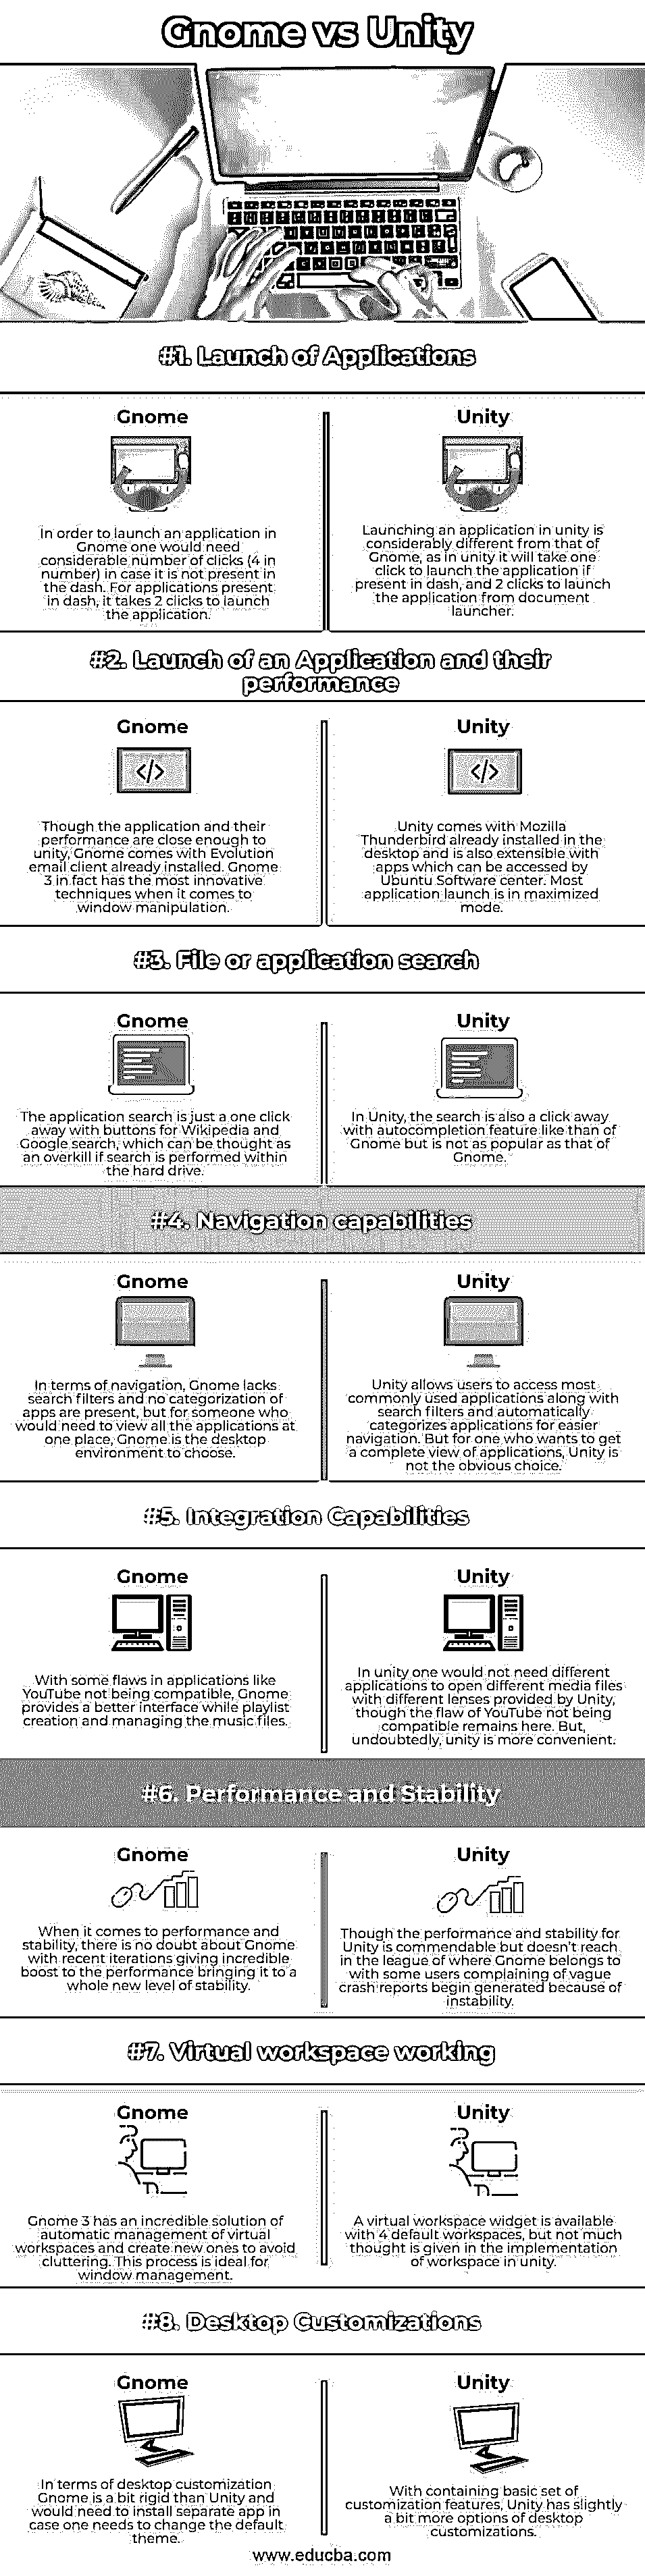 Gnome vs Unity
#1. Launch of Applications
Gnome
In order to launch an application in
Gnome one would need
considerable number of clicks (4 in
number) in case it is not present in
the dash. For applications present
in dash, it takes 2 clicks to launch
the application.
Unity
Launching an application in unity is
considerably different from that of
Gnome, as in unity it will take one
click to launch the application if
present in dash, and 2 clicks to launch
the application from document
launcher.
#2. Launch of an Application and their
performance
Gnome
Though the application and their
performance are close enough to
unity, Gnome comes with Evolution
email client already installed. Gnome
3 in fact has the most innovative
techniques when it comes to
window manipulation.
Unity
Unity comes with Mozilla
Thunderbird already installed in the
desktop and is also extensible with
apps which can be accessed by
Ubuntu Software center. Most
application launch is in maximized
mode.
#3. File or application search
Gnome
The application search is just a one click
away with buttons for Wikipedia and
Google search, which can be thought as
an overkill if search is performed within
the hard drive.
Unity
In Unity, the search is also a click away
with autocompletion feature like than of
Gnome but is not as popular as that of
Gnome.
#4. Navigation capabilities
Gnome
In terms of navigation, Gnome lacks
search filters and no categorization of
apps are present, but for someone who
would need to view all the applications at
one place, Gnome is the desktop
environment to choose.
Unity
Unity allows users to access most
commonly used applications along with
search filters and automatically
categorizes applications for easier
navigation. But for one who wants to get
a complete view of applications, Unity is
not the obvious choice.
#5. Integration Capabilities
Gnome
With some flaws in applications like
YouTube not being compatible, Gnome
provides a better interface while playlist
creation and managing the music files.
Unity
In unity one would not need different
applications to open different media files
with different lenses provided by Unity,
though the flaw of YouTube not being
compatible remains here. But,
undoubtedly, unity is more convenient.
#6. Performance and Stability
Gnome
When it comes to performance and
stability, there is no doubt about Gnome
with recent iterations giving incredible
boost to the performance bringing it to a
whole new level of stability.
Unity
Though the performance and stability for
Unity is commendable but doesn't reach
in the league of where Gnome belongs to
with some users complaining of vague
crash reports begin generated because of
instability.
#7. Virtual workspace working
Gnome
Gnome 3 has an incredible solution of
automatic management of virtual
workspaces and create new ones to avoid
cluttering. This process is ideal for
window management.
Unity
A virtual workspace widget is available
with 4 default workspaces, but not much
thought is given in the implementation
of workspace in unity.
#8. Desktop Customizations
Gnome
In terms of desktop customization
Gnome is a bit rigid than Unity and
would need to install separate app in
case one needs to change the default
theme.
Unity
With containing basic set of
customization features, Unity has slightly
a bit more options of desktop
customizations.
www.educba.com